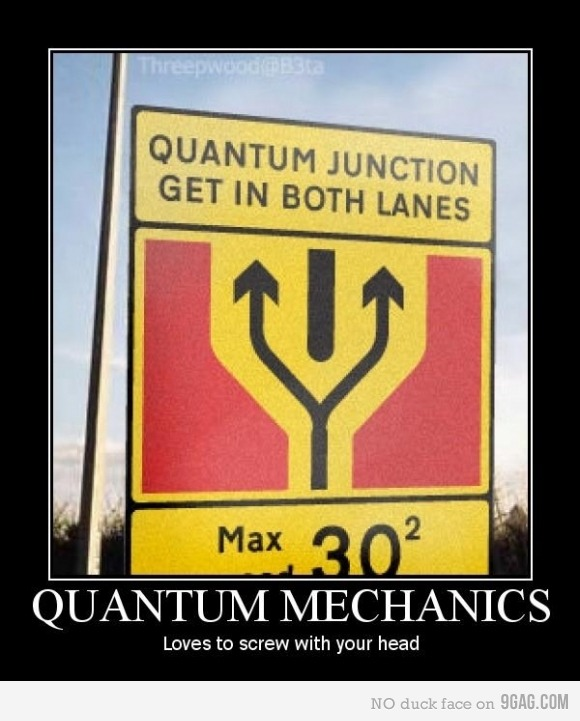 Threepwood@B3ta
QUANTUM JUNCTION
GET IN BOTH LANES
Max 30²
QUANTUM MECHANICS
Loves to screw with your head
NO duck face on 9GAG.COM